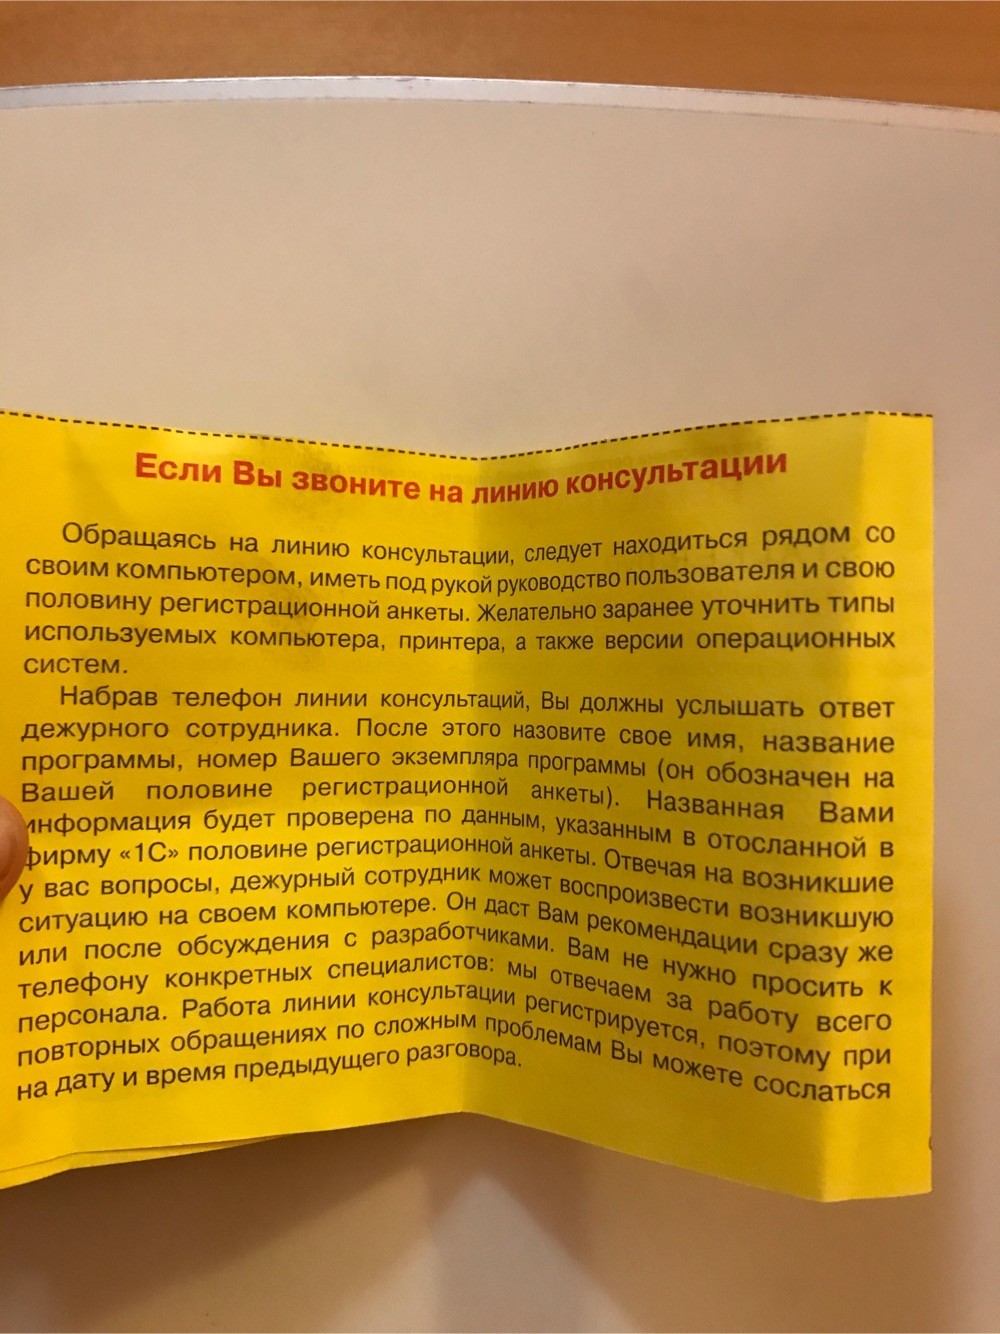 Если Вы звоните на линию консультации
Обращаясь на линию консультации, следует находиться рядом со
своим компьютером, иметь под рукой руководство пользователя и свою
половину регистрационной анкеты. Желательно заранее уточнить типы
используемых компьютера, принтера, а также версии операционных
систем.
Набрав телефон линии консультаций, Вы должны услышать ответ
дежурного сотрудника. После этого назовите свое имя, название
программы, номер Вашего экземпляра программы (он обозначен на
Вашей половине регистрационной анкеты). Названная Вами
информация будет проверена по данным, указанным в отосланной в
фирму «1С» половине регистрационной анкеты. Отвечая на возникшие
у вас вопросы, дежурный сотрудник может воспроизвести возникшую
ситуацию на своем компьютере. Он даст Вам рекомендации сразу же
или после обсуждения с разработчиками. Вам не нужно просить к
телефону конкретных специалистов: мы отвечаем за работу всего
персонала. Работа линии консультации регистрируется, поэтому при
повторных обращениях по сложным проблемам Вы можете сослаться
на дату и время предыдущего разговора.